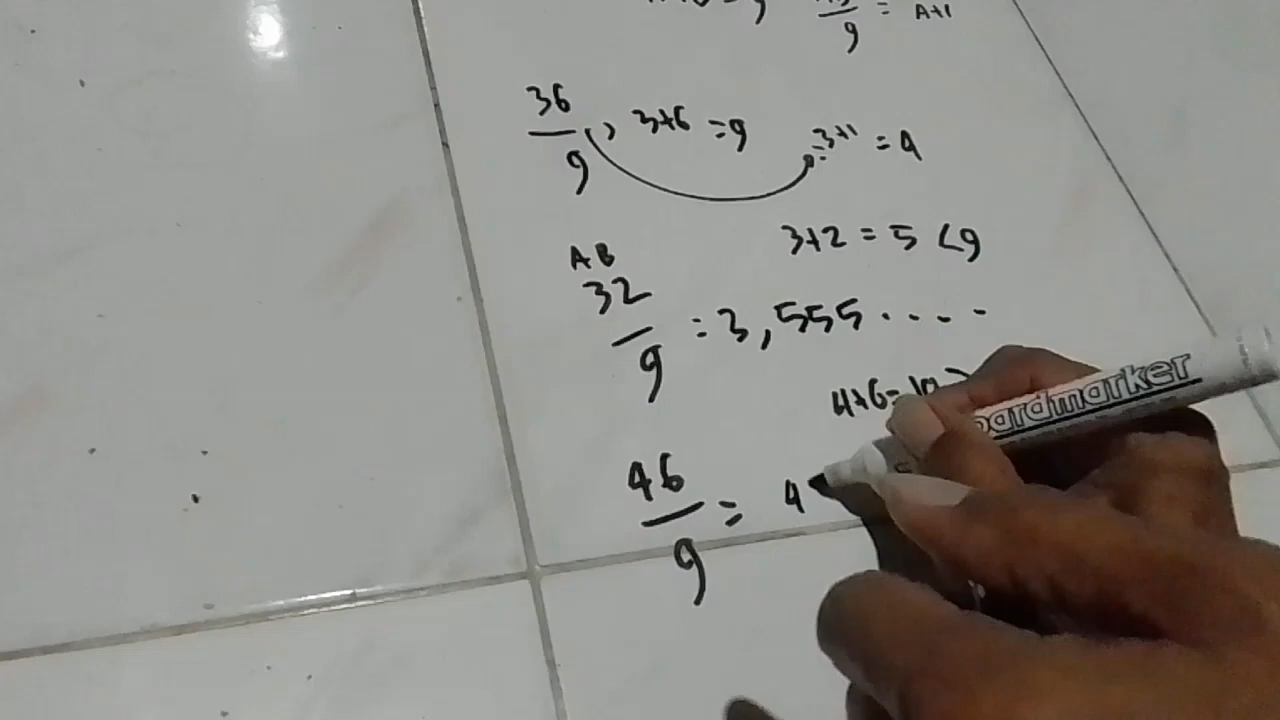 9 = A+1
36/9, 3+6 = 9 = 3+1 = 4
3+2 = 5 < 9
AB
32/9 = 3,555....
4+6=10 >
46/9 = 4
boardmarker